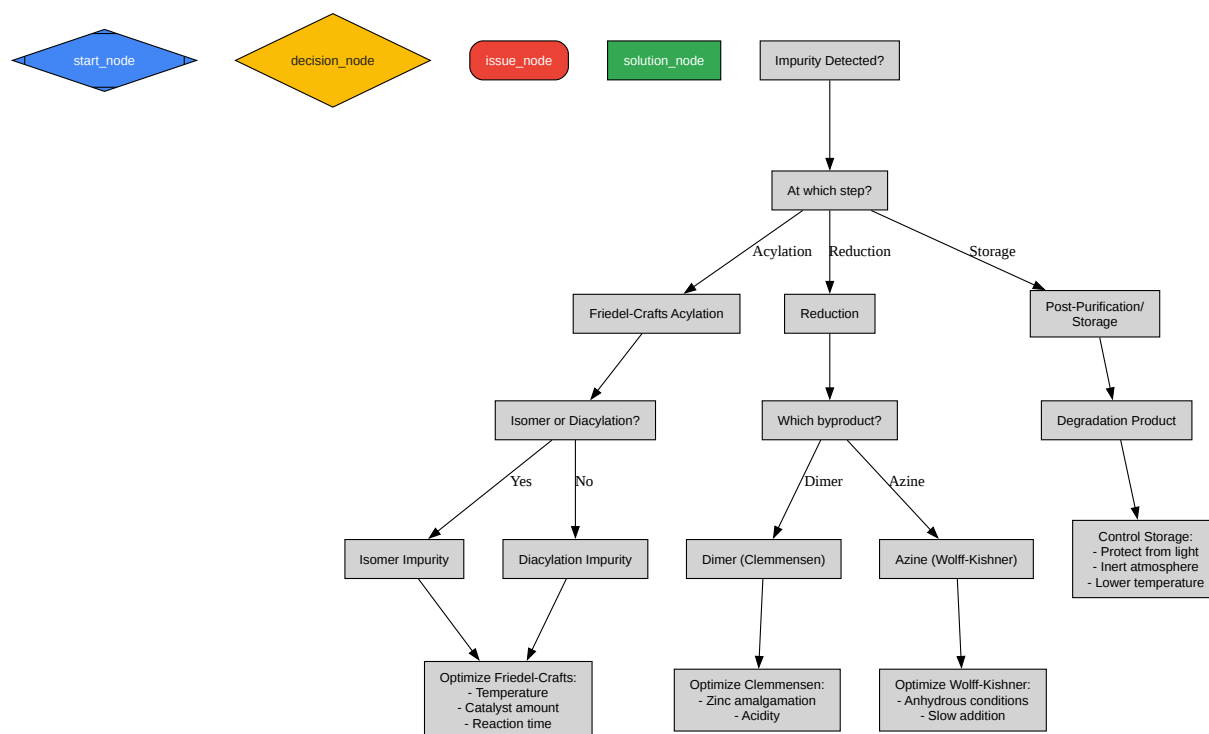 start_node
decision_node
issue_node
solution_node
Impurity Detected?
At which step?
Acylation
Reduction
Storage
Friedel-Crafts Acylation
Reduction
Post-Purification/
Storage
Isomer or Diacylation?
Which byproduct?
Degradation Product
Yes
No
Dimer
Azine
Isomer Impurity
Diacylation Impurity
Dimer (Clemmensen)
Azine (Wolff-Kishner)
Control Storage:
- Protect from light
- Inert atmosphere
- Lower temperature
Optimize Friedel-Crafts:
- Temperature
- Catalyst amount
- Reaction time
Optimize Clemmensen:
- Zinc amalgamation
- Acidity
Optimize Wolff-Kishner:
- Anhydrous conditions
- Slow addition